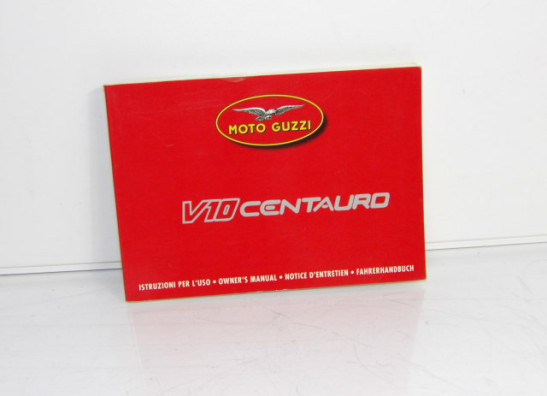 MOTO GUZZI
V10 CENTAURO
ISTRUZIONI PER L'USO • OWNER'S MANUAL • NOTICE D'ENTRETIEN • FAHRERHANDBUCH